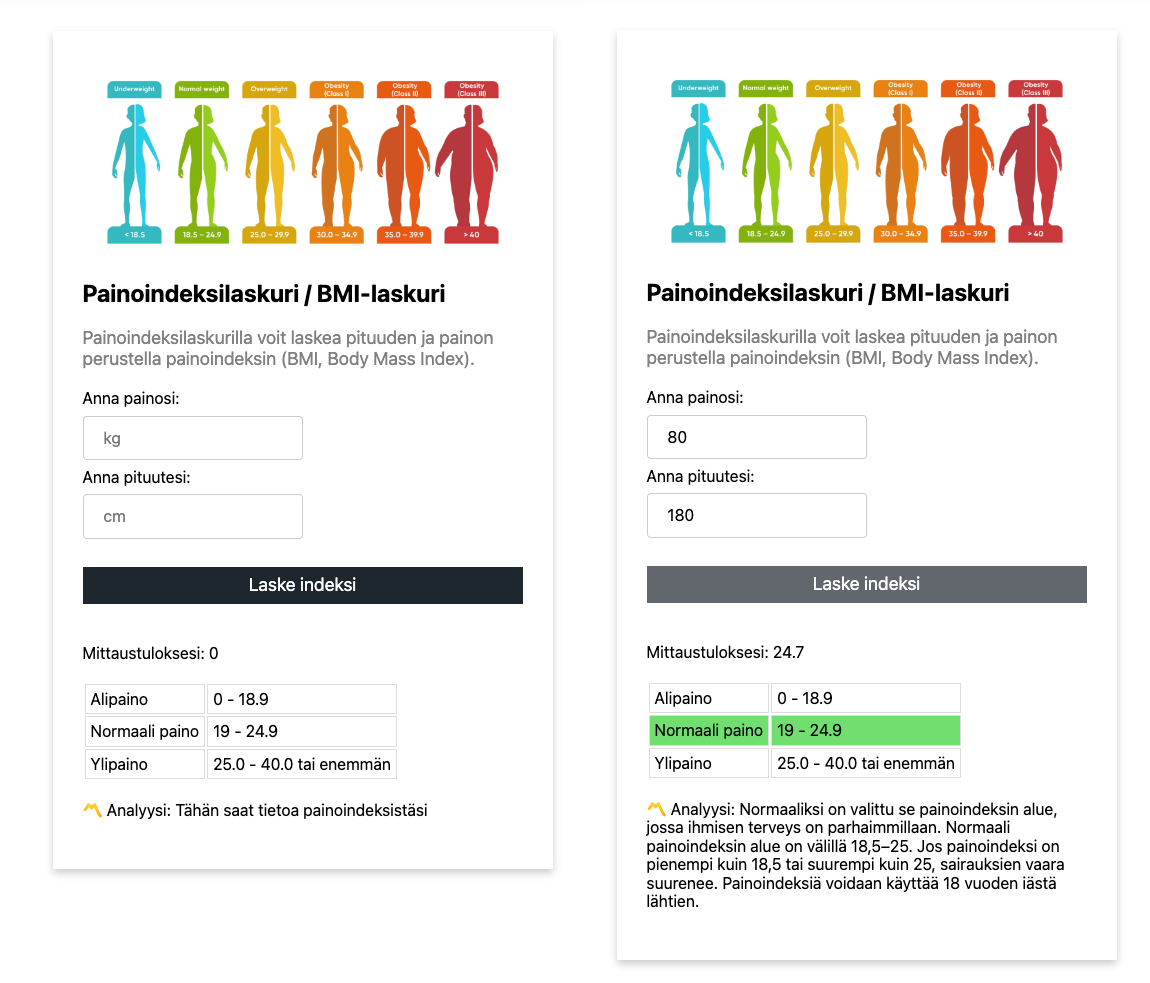 Underweight Normal weight Overweight Obesity (Class I) Obesity (Class II) Obesity (Class III)
< 18.5 18.5 – 24.9 25.0 – 29.9 30.0 – 34.9 35.0 – 39.9 > 40
Painoindeksilaskuri / BMI-laskuri
Painoindeksilaskurilla voit laskea pituuden ja painon
perustella painoindeksin (BMI, Body Mass Index).
Anna painosi:
kg
Anna pituutesi:
cm
Laske indeksi
Mittaustuloksesi: 0
Alipaino 0 - 18.9
Normaali paino 19 - 24.9
Ylipaino 25.0 - 40.0 tai enemmän
〽️ Analyysi: Tähän saat tietoa painoindeksistäsi
Underweight Normal weight Overweight Obesity (Class I) Obesity (Class II) Obesity (Class III)
< 18.5 18.5 – 24.9 25.0 – 29.9 30.0 – 34.9 35.0 – 39.9 > 40
Painoindeksilaskuri / BMI-laskuri
Painoindeksilaskurilla voit laskea pituuden ja painon
perustella painoindeksin (BMI, Body Mass Index).
Anna painosi:
80
Anna pituutesi:
180
Laske indeksi
Mittaustuloksesi: 24.7
Alipaino 0 - 18.9
Normaali paino 19 - 24.9
Ylipaino 25.0 - 40.0 tai enemmän
〽️ Analyysi: Normaaliksi on valittu se painoindeksin alue,
jossa ihmisen terveys on parhaimmillaan. Normaali
painoindeksin alue on välillä 18,5–25. Jos painoindeksi on
pienempi kuin 18,5 tai suurempi kuin 25, sairauksien vaara
suurenee. Painoindeksiä voidaan käyttää 18 vuoden iästä
lähtien.